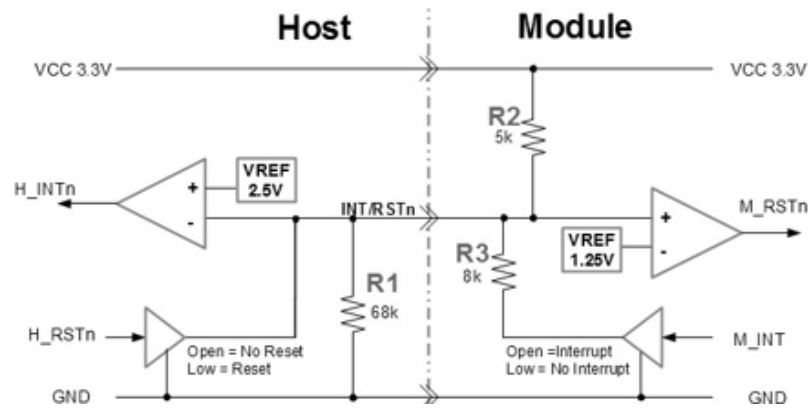 Host Module
VCC 3.3V VCC 3.3V
R2
5k
VREF
2.5V
H_INTn
+
-
INT/RSTn
+
-
M_RSTn
VREF
1.25V
R3
8k
R1
68k
H_RSTn
Open = No Reset
Low = Reset
Open =Interrupt
Low = No Interrupt
M_INT
GND GND